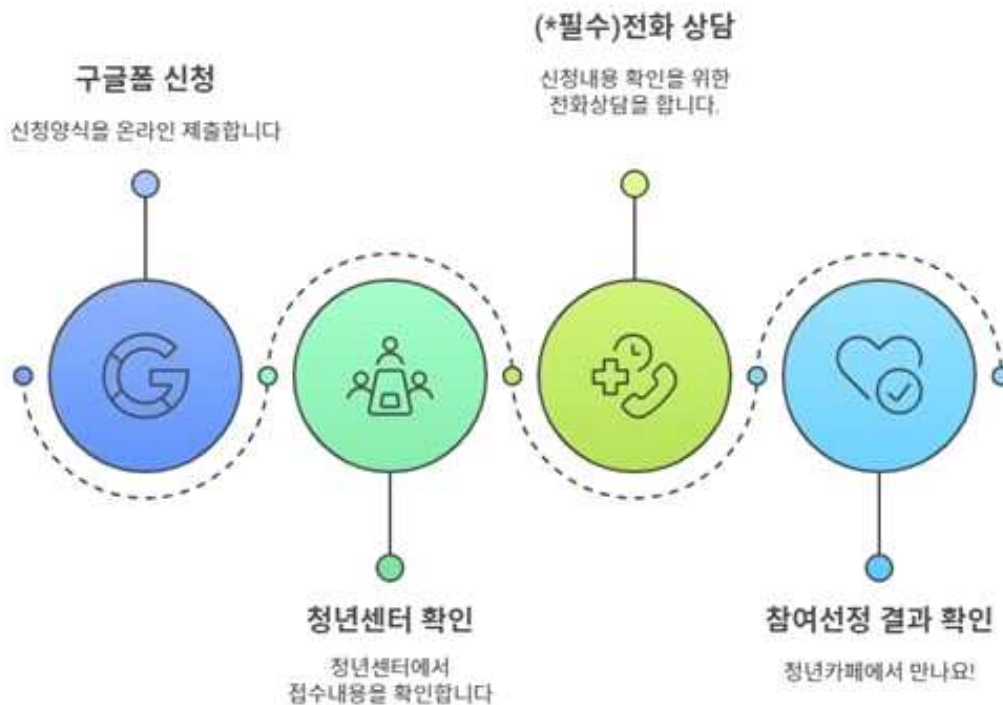 구글폼 신청
신청양식을 온라인 제출합니다
청년센터 확인
청년센터에서
접수내용을 확인합니다
(*필수)전화 상담
신청내용 확인을 위한
전화상담을 합니다.
참여선정 결과 확인
청년카페에서 만나요!